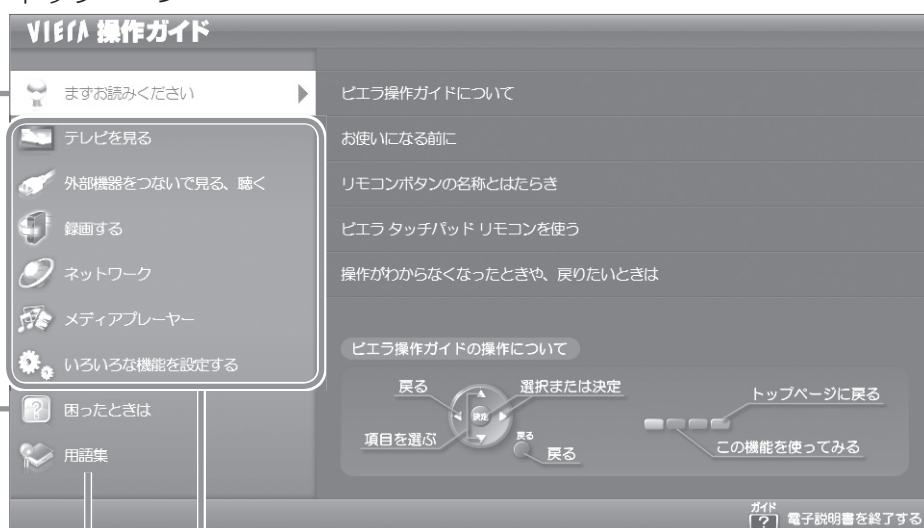 VIERA 操作ガイド
まずお読みください
テレビを見る
外部機器をつないで見る、聴く
録画する
ネットワーク
メディアプレーヤー
いろいろな機能を設定する
困ったときは
用語集
ビエラ操作ガイドについて
お使いになる前に
リモコンボタンの名称とはたらき
ビエラ タッチパッド リモコンを使う
操作がわからなくなったときや、戻りたいときは
ビエラ操作ガイドの操作について
戻る
選択または決定
決定
項目を選ぶ
戻る
戻る
トップページに戻る
この機能を使ってみる
ガイド
? 電子説明書を終了する